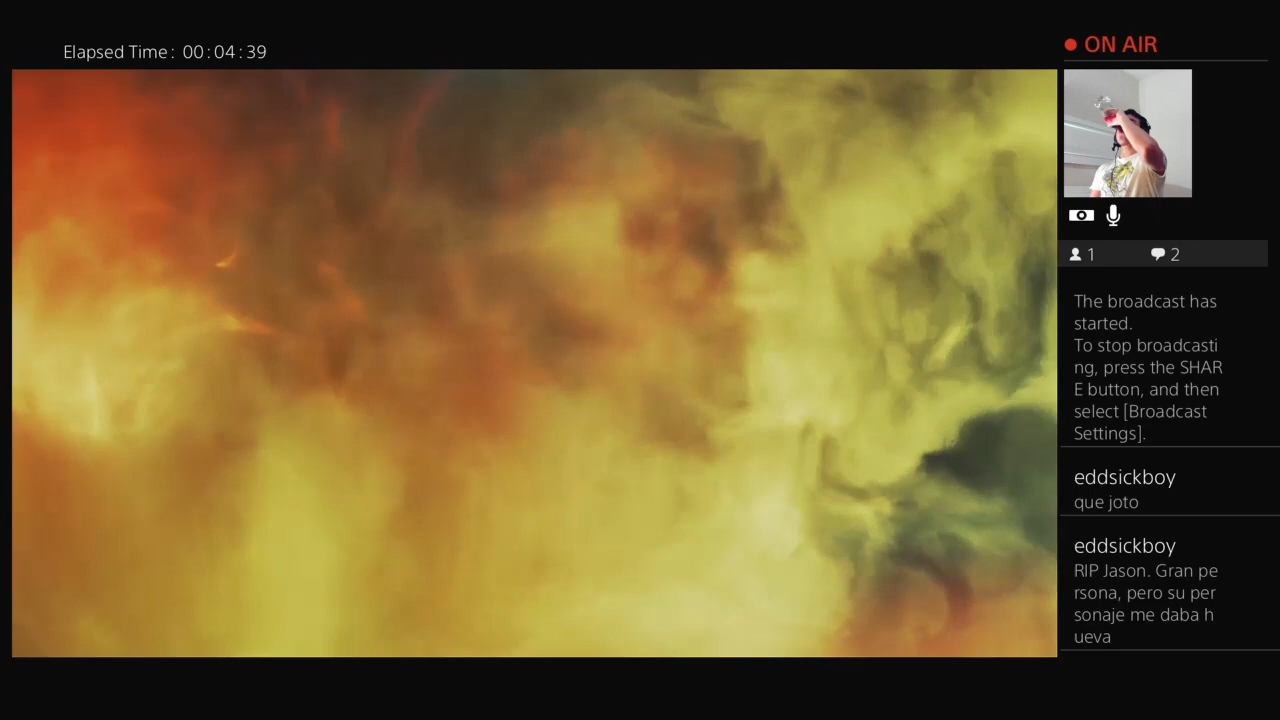 Elapsed Time: 00:04:39
ON AIR
1 2
The broadcast has
started.
To stop broadcasti
ng, press the SHAR
E button, and then
select [Broadcast
Settings].
eddsickboy
que joto
eddsickboy
RIP Jason. Gran pe
rsona, pero su per
sonaje me daba h
ueva